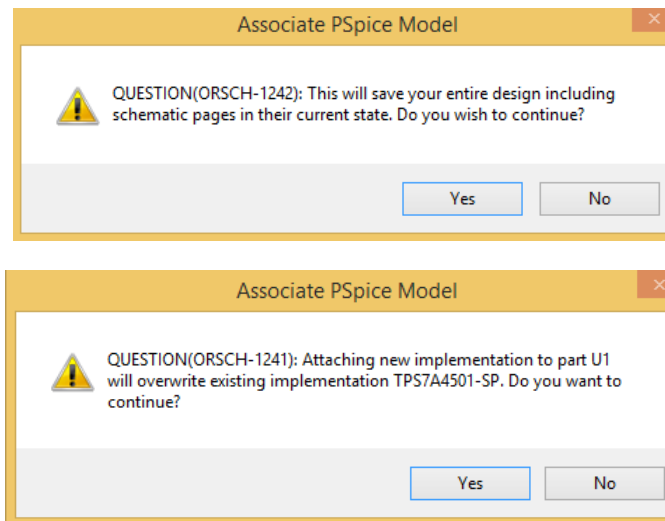 Associate PSpice Model
QUESTION(ORSCH-1242): This will save your entire design including
schematic pages in their current state. Do you wish to continue?
Yes No
Associate PSpice Model
QUESTION(ORSCH-1241): Attaching new implementation to part U1
will overwrite existing implementation TPS7A4501-SP. Do you want to
continue?
Yes No